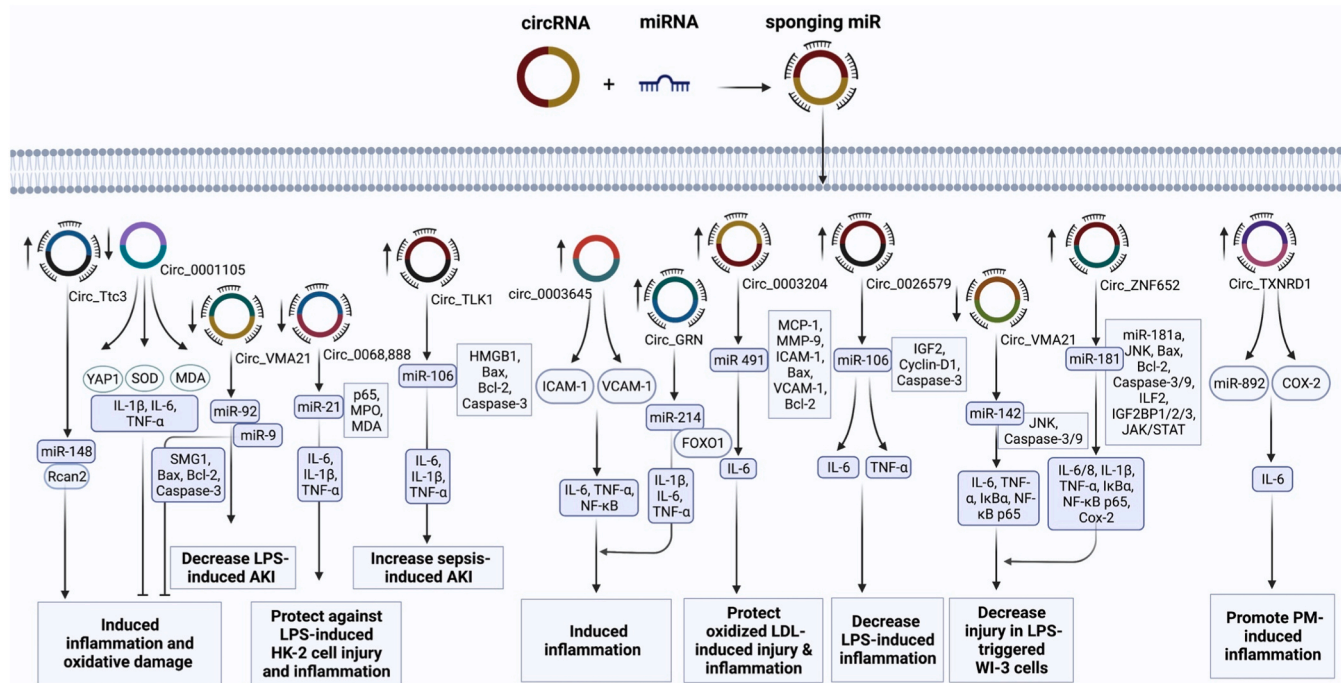 circRNA
miRNA
sponging miR
+
Circ_Ttc3
miR-148
Rcan2
Circ_0001105
YAP1
SOD
MDA
IL-1β, IL-6,
TNF-α
Circ_VMA21
miR-92
miR-9
SMG1,
Bax, Bcl-2,
Caspase-3
Decrease LPS-
induced AKI
Induced
inflammation and
oxidative damage
Circ_0068,888
miR-21
p65,
MPO,
MDA
IL-6,
IL-1β,
TNF-α
Protect against
LPS-induced
HK-2 cell injury
and inflammation
Circ_TLK1
miR-106
HMGB1,
Bax,
Bcl-2,
Caspase-3
IL-6,
IL-1β,
TNF-α
Increase sepsis-
induced AKI
circ_0003645
ICAM-1
VCAM-1
IL-6, TNF-α,
NF-κB
Circ_GRN
miR-214
FOXO1
IL-1β,
IL-6,
TNF-α
Induced
inflammation
Circ_0003204
miR 491
MCP-1,
MMP-9,
ICAM-1,
Bax,
VCAM-1,
Bcl-2
IL-6
Protect
oxidized LDL-
induced injury &
inflammation
Circ_0026579
miR-106
IGF2,
Cyclin-D1,
Caspase-3
IL-6
TNF-α
Decrease
LPS-induced
inflammation
Circ_VMA21
miR-142
JNK,
Caspase-3/9
IL-6, TNF-
α, IκBα, NF-
κB p65
Circ_ZNF652
miR-181
miR-181a,
JNK, Bax,
Bcl-2,
Caspase-3/9,
ILF2,
IGF2BP1/2/3,
JAK/STAT
IL-6/8, IL-1β,
TNF-α, IκBα,
NF-κB p65,
Cox-2
Decrease
injury in LPS-
triggered
WI-3 cells
Circ_TXNRD1
miR-892
COX-2
IL-6
Promote PM-
induced
inflammation